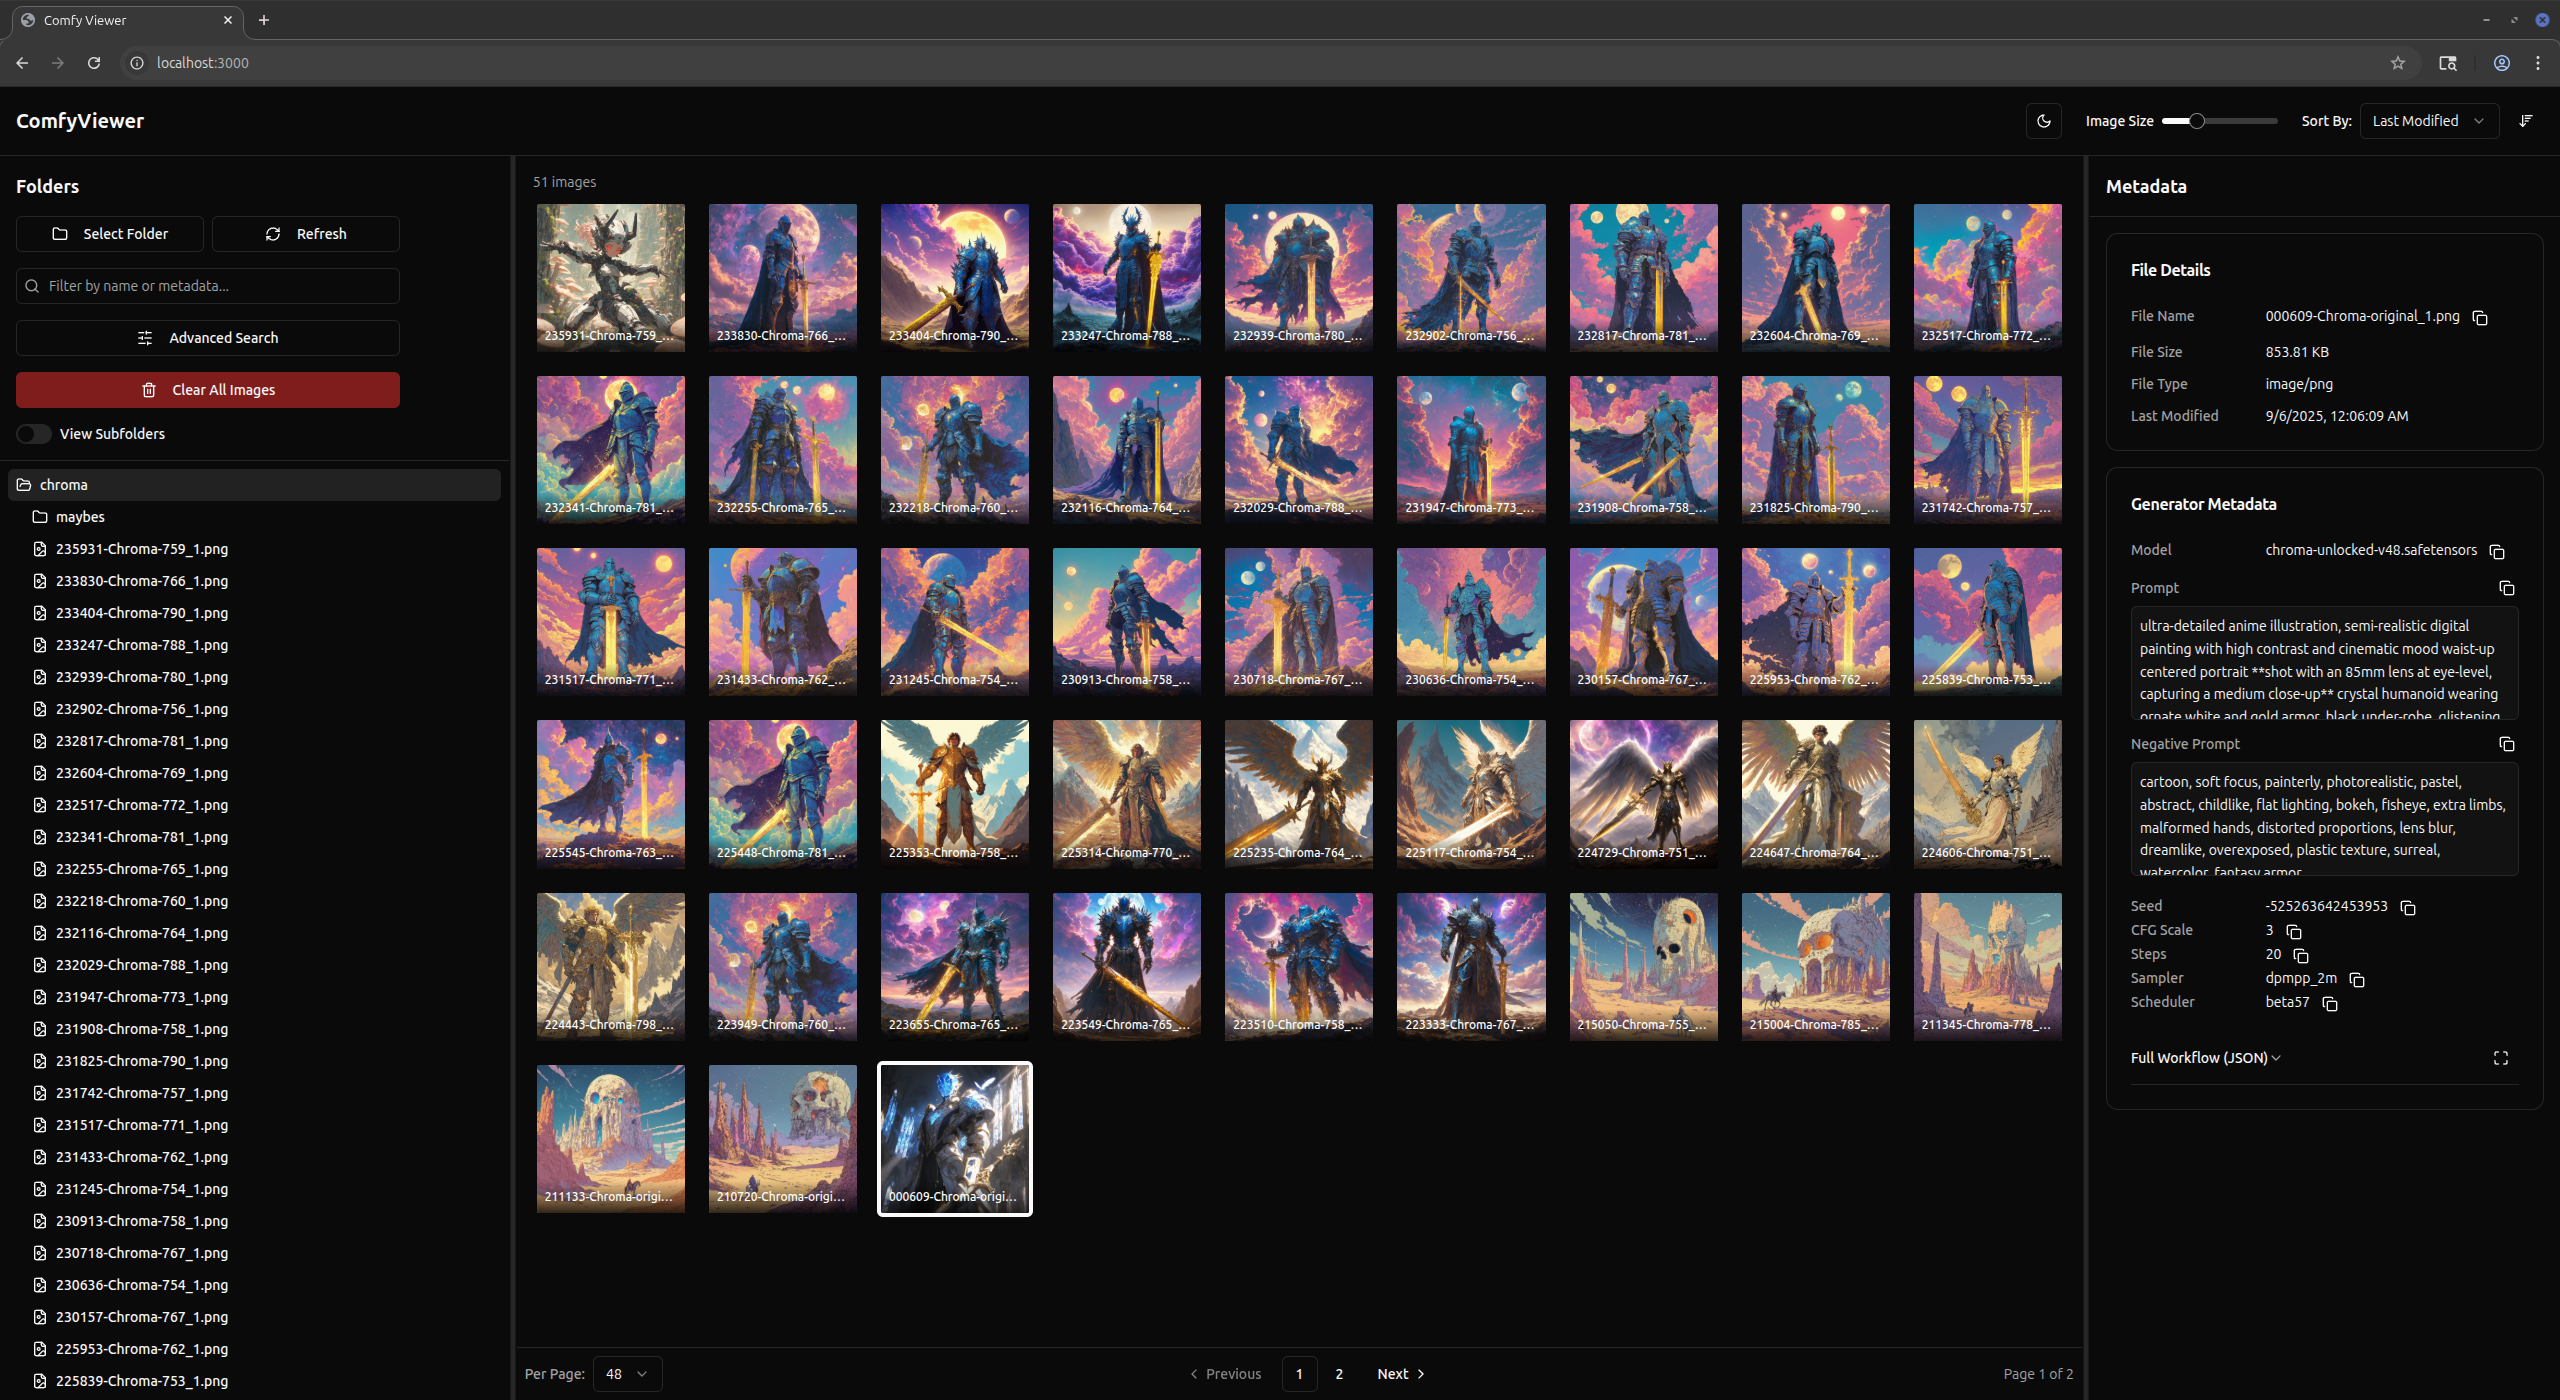 Comfy Viewer
localhost:3000
ComfyViewer
Image Size
Sort By:
Last Modified
Folders
Select Folder
Refresh
Filter by name or metadata...
Advanced Search
Clear All Images
View Subfolders
chroma
maybes
235931-Chroma-759_1.png
233830-Chroma-766_1.png
233404-Chroma-790_1.png
233247-Chroma-788_1.png
232939-Chroma-780_1.png
232902-Chroma-756_1.png
232817-Chroma-781_1.png
232604-Chroma-769_1.png
232517-Chroma-772_1.png
232341-Chroma-781_1.png
232255-Chroma-765_1.png
232218-Chroma-760_1.png
232116-Chroma-764_1.png
232029-Chroma-788_1.png
231947-Chroma-773_1.png
231908-Chroma-758_1.png
231825-Chroma-790_1.png
231742-Chroma-757_1.png
231517-Chroma-771_1.png
231433-Chroma-762_1.png
231245-Chroma-754_1.png
230913-Chroma-758_1.png
230718-Chroma-767_1.png
230636-Chroma-754_1.png
230157-Chroma-767_1.png
225953-Chroma-762_1.png
225839-Chroma-753_1.png
51 images
235931-Chroma-759_...
233830-Chroma-766_...
233404-Chroma-790_...
233247-Chroma-788_...
232939-Chroma-780_...
232902-Chroma-756_...
232817-Chroma-781_...
232604-Chroma-769_...
232517-Chroma-772_...
232341-Chroma-781_...
232255-Chroma-765_...
232218-Chroma-760_...
232116-Chroma-764_...
232029-Chroma-788_...
231947-Chroma-773_...
231908-Chroma-758_...
231825-Chroma-790_...
231742-Chroma-757_...
231517-Chroma-771_...
231433-Chroma-762_...
231245-Chroma-754_...
230913-Chroma-758_...
230718-Chroma-767_...
230636-Chroma-754_...
230157-Chroma-767_...
225953-Chroma-762_...
225839-Chroma-753_...
225545-Chroma-763_...
225448-Chroma-781_...
225353-Chroma-758_...
225314-Chroma-770_...
225235-Chroma-764_...
225117-Chroma-754_...
224729-Chroma-751_...
224647-Chroma-764_...
224606-Chroma-751_...
224443-Chroma-798_...
223949-Chroma-760_...
223655-Chroma-765_...
223549-Chroma-765_...
223510-Chroma-758_...
223333-Chroma-767_...
215050-Chroma-755_...
215004-Chroma-785_...
211345-Chroma-778_...
211133-Chroma-origi...
210720-Chroma-origi...
000609-Chroma-origi...
Per Page:
48
Previous
1
2
Next
Page 1 of 2
Metadata
File Details
File Name 000609-Chroma-original_1.png
File Size 853.81 KB
File Type image/png
Last Modified 9/6/2025, 12:06:09 AM
Generator Metadata
Model chroma-unlocked-v48.safetensors
Prompt
ultra-detailed anime illustration, semi-realistic digital
painting with high contrast and cinematic mood waist-up
centered portrait **shot with an 85mm lens at eye-level,
capturing a medium close-up** crystal humanoid wearing
ornate white and gold armor, black under-robe, glistening
Negative Prompt
cartoon, soft focus, painterly, photorealistic, pastel,
abstract, childlike, flat lighting, bokeh, fisheye, extra limbs,
malformed hands, distorted proportions, lens blur,
dreamlike, overexposed, plastic texture, surreal,
watercolor, fantasy armor
Seed -525263642453953
CFG Scale 3
Steps 20
Sampler dpmpp_2m
Scheduler beta57
Full Workflow (JSON)